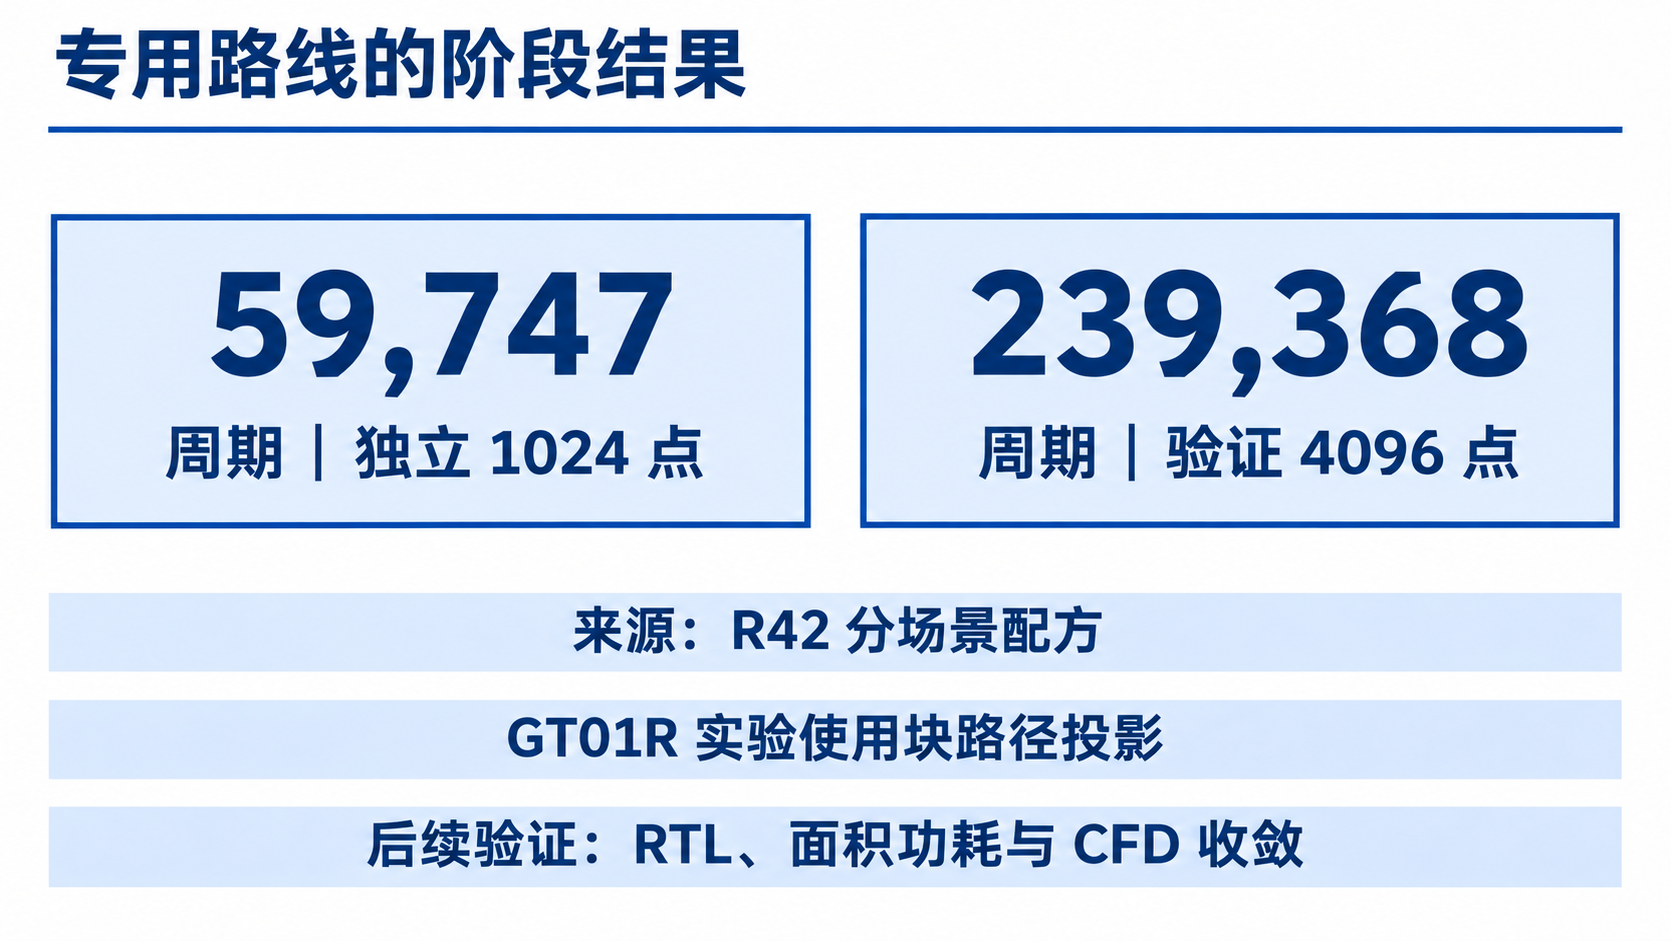 专用路线的阶段结果
59,747
周期｜独立 1024 点
239,368
周期｜验证 4096 点
来源：R42 分场景配方
GT01R 实验使用块路径投影
后续验证：RTL、面积功耗与 CFD 收敛